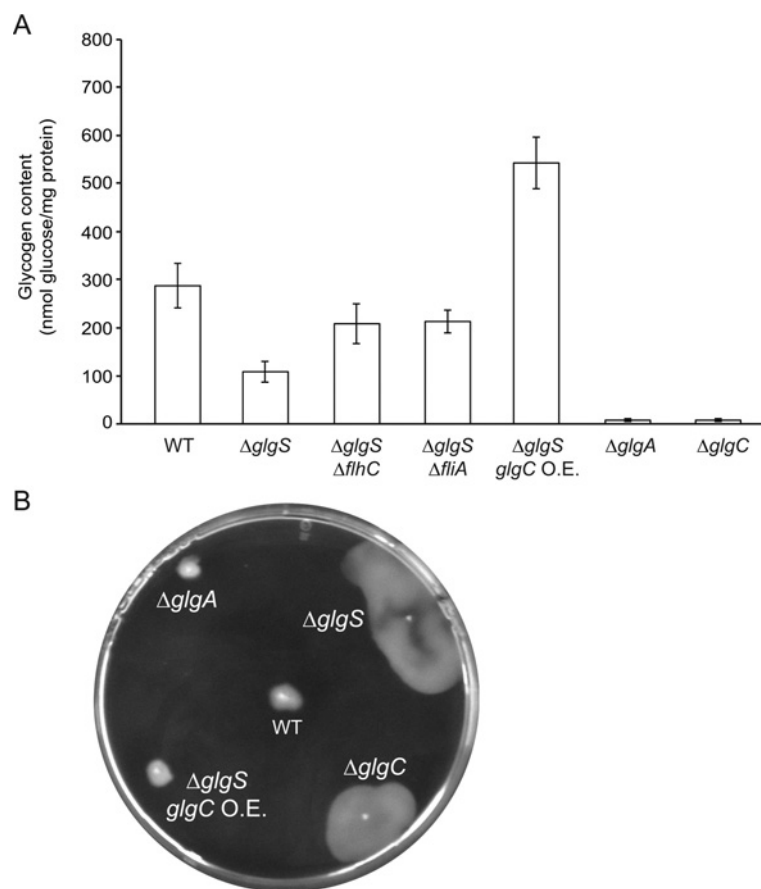 A
800
700
600
500
400
300
200
100
0
Glycogen content
(nmol glucose/mg protein)
WT
ΔglgS
ΔglgS
ΔflhC
ΔglgS
ΔfliA
ΔglgS
glgC O.E.
ΔglgA
ΔglgC
B
ΔglgA
ΔglgS
WT
ΔglgS
glgC O.E.
ΔglgC